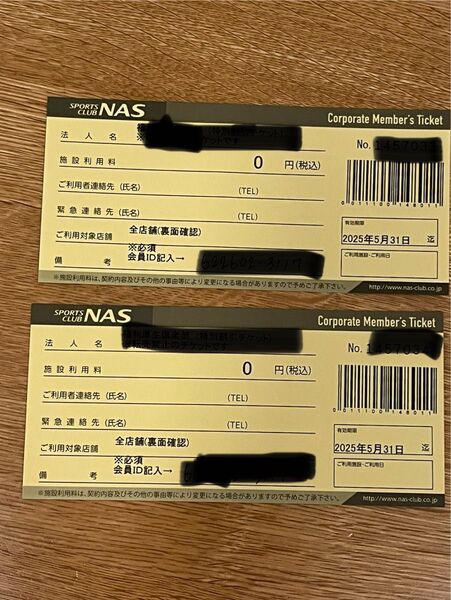 SPORTS CLUB NAS
Corporate Member's Ticket
法人名
No.
施設利用料 0 円(税込)
ご利用者連絡先(氏名) (TEL)
001110014801
緊急連絡先(氏名) (TEL)
有効期限
ご利用対象店舗 全店舗(裏面確認)
2025年5月31日 迄
※必須
備考 会員ID記入→
ご利用施設・ご利用日
※施設利用料は、契約内容及びその他の事由等により変更になる場合がありますので予めご了承下さい。
http://www.nas-club.co.jp
SPORTS CLUB NAS
Corporate Member's Ticket
法人名
No.
施設利用料 0 円(税込)
ご利用者連絡先(氏名) (TEL)
緊急連絡先(氏名) (TEL)
有効期限
ご利用対象店舗 全店舗(裏面確認)
2025年5月31日 迄
※必須
備考 会員ID記入→
ご利用施設・ご利用日
※施設利用料は、契約内容及びその他の事由等により変更になる場合がありますので予めご了承下さい。
http://www.nas-club.co.jp